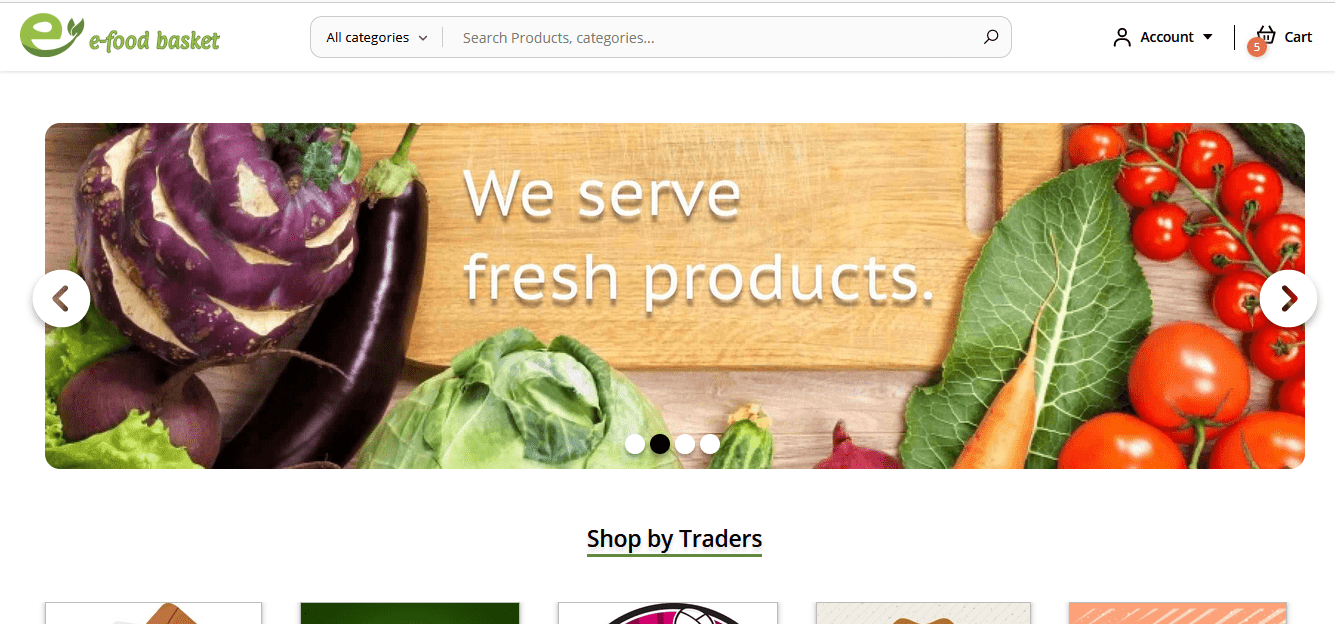 e-food basket
All categories
Search Products, categories...
Account
5
Cart
We serve
fresh products.
Shop by Traders